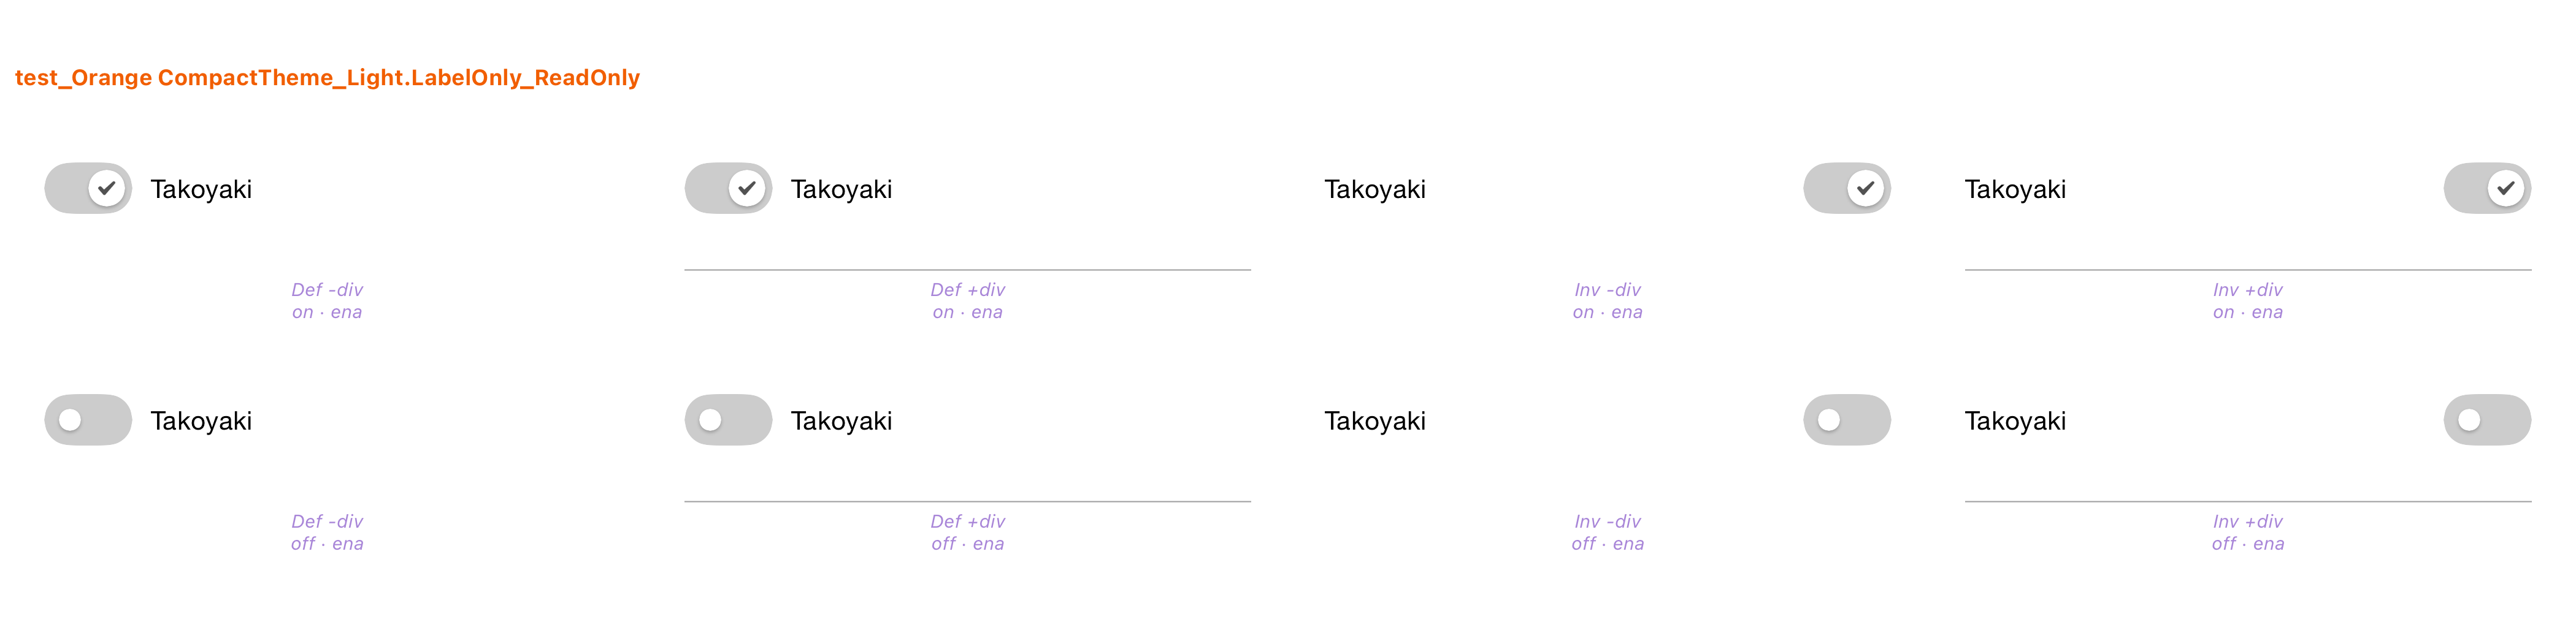 test_Orange CompactTheme_Light.LabelOnly_ReadOnly
Takoyaki
Takoyaki
Takoyaki
Takoyaki
Def -div
on · ena
Def +div
on · ena
Inv -div
on · ena
Inv +div
on · ena
Takoyaki
Takoyaki
Takoyaki
Takoyaki
Def -div
off · ena
Def +div
off · ena
Inv -div
off · ena
Inv +div
off · ena